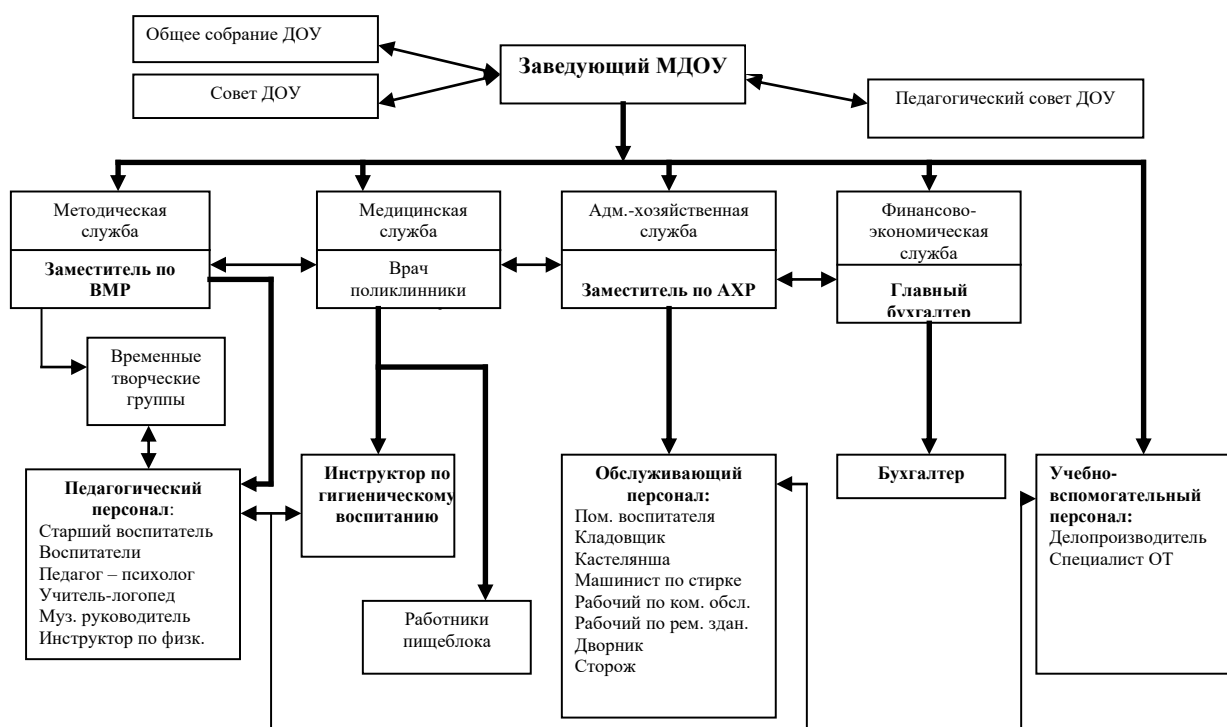 Общее собрание ДОУ
Заведующий МДОУ
Совет ДОУ
Педагогический совет ДОУ
Методическая
служба
Заместитель по
ВМР
Медицинская
служба
Врач
поликлинники
Адм.-хозяйственная
служба
Заместитель по АХР
Финансово-
экономическая
служба
Главный
бухгалтер
Временные
творческие
группы
Педагогический
персонал:
Старший воспитатель
Воспитатели
Педагог – психолог
Учитель-логопед
Муз. руководитель
Инструктор по физк.
Инструктор по
гигиеническому
воспитанию
Работники
пищеблока
Обслуживающий
персонал:
Пом. воспитателя
Кладовщик
Кастелянша
Машинист по стирке
Рабочий по ком. обсл.
Рабочий по рем. здан.
Дворник
Сторож
Бухгалтер
Учебно-
вспомогательный
персонал:
Делопроизводитель
Специалист ОТ